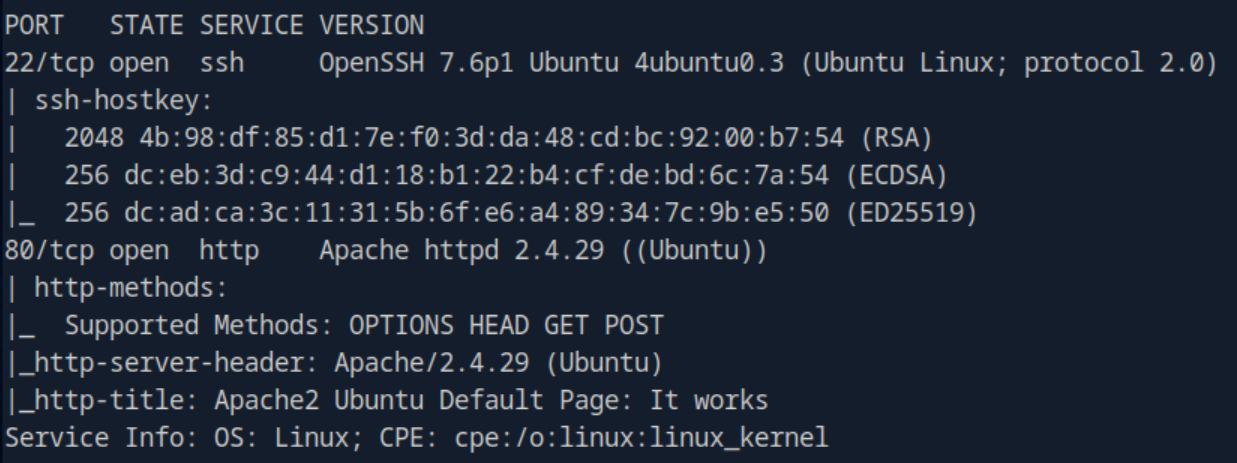 PORT   STATE SERVICE VERSION
22/tcp open  ssh     OpenSSH 7.6p1 Ubuntu 4ubuntu0.3 (Ubuntu Linux; protocol 2.0)
| ssh-hostkey:
|   2048 4b:98:df:85:d1:7e:f0:3d:da:48:cd:bc:92:00:b7:54 (RSA)
|   256 dc:eb:3d:c9:44:d1:18:b1:22:b4:cf:de:bd:6c:7a:54 (ECDSA)
|_  256 dc:ad:ca:3c:11:31:5b:6f:e6:a4:89:34:7c:9b:e5:50 (ED25519)
80/tcp open  http    Apache httpd 2.4.29 ((Ubuntu))
| http-methods:
|_  Supported Methods: OPTIONS HEAD GET POST
|_http-server-header: Apache/2.4.29 (Ubuntu)
|_http-title: Apache2 Ubuntu Default Page: It works
Service Info: OS: Linux; CPE: cpe:/o:linux:linux_kernel